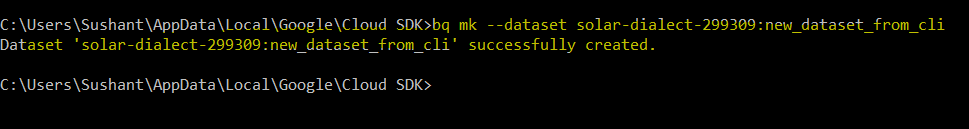 C:\Users\Sushant\AppData\Local\Google\Cloud SDK>bq mk --dataset solar-dialect-299309:new_dataset_from_cli
Dataset 'solar-dialect-299309:new_dataset_from_cli' successfully created.
C:\Users\Sushant\AppData\Local\Google\Cloud SDK>